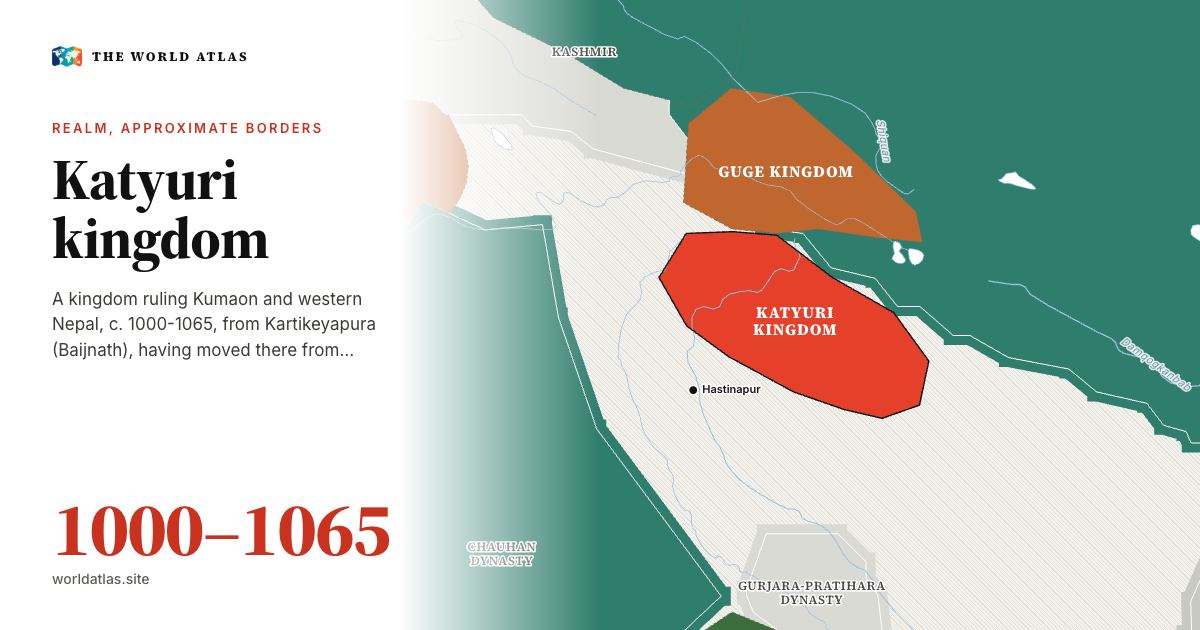 THE WORLD ATLAS
REALM, APPROXIMATE BORDERS
Katyuri
kingdom
A kingdom ruling Kumaon and western
Nepal, c. 1000-1065, from Kartikeyapura
(Baijnath), having moved there from...
1000–1065
worldatlas.site
KASHMIR
Shiquan
GUGE KINGDOM
KATYURI
KINGDOM
Hastinapur
Damqogkanbab
CHAUHAN
DYNASTY
GURJARA-PRATIHARA
DYNASTY